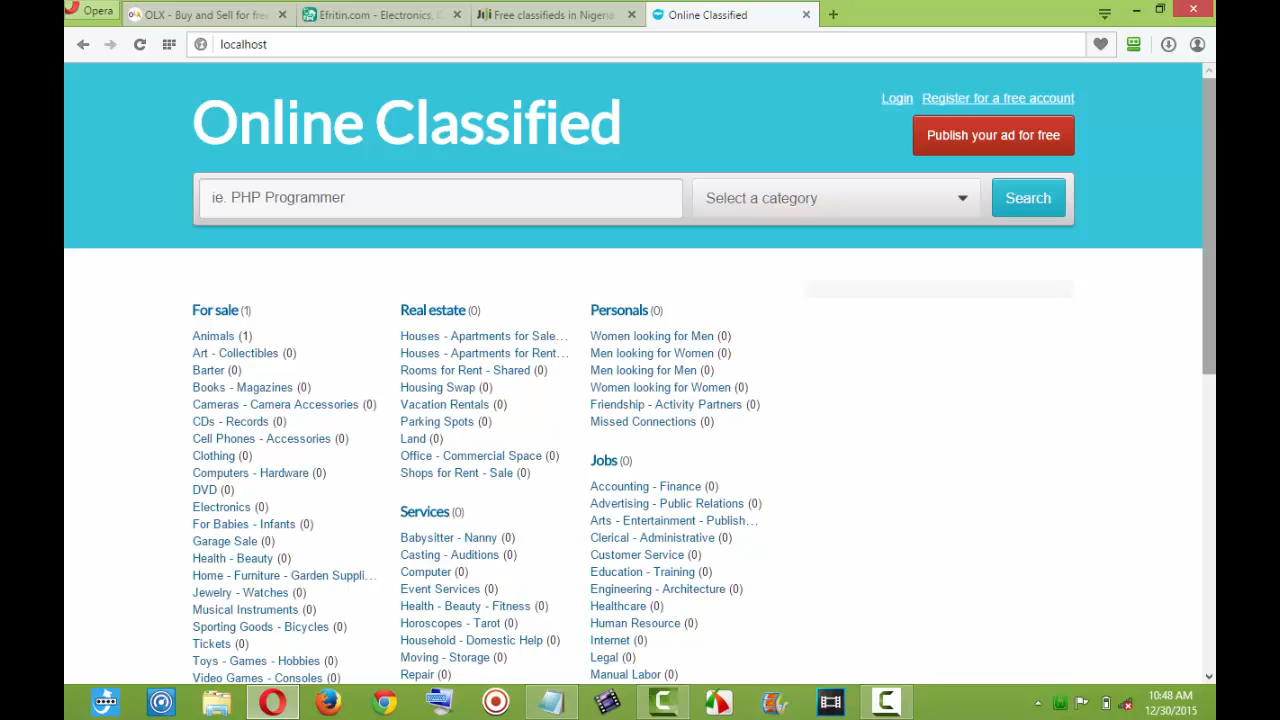 Opera
OLX - Buy and Sell for free
Efritin.com - Electronics,
Free classifieds in Nigeria
Online Classified
localhost
Online Classified
Login
Register for a free account
Publish your ad for free
ie. PHP Programmer
Select a category
Search
For sale (1)
Animals (1)
Art - Collectibles (0)
Barter (0)
Books - Magazines (0)
Cameras - Camera Accessories (0)
CDs - Records (0)
Cell Phones - Accessories (0)
Clothing (0)
Computers - Hardware (0)
DVD (0)
Electronics (0)
For Babies - Infants (0)
Garage Sale (0)
Health - Beauty (0)
Home - Furniture - Garden Suppli...
Jewelry - Watches (0)
Musical Instruments (0)
Sporting Goods - Bicycles (0)
Tickets (0)
Toys - Games - Hobbies (0)
Video Games - Consoles (0)
Real estate (0)
Houses - Apartments for Sale...
Houses - Apartments for Rent...
Rooms for Rent - Shared (0)
Housing Swap (0)
Vacation Rentals (0)
Parking Spots (0)
Land (0)
Office - Commercial Space (0)
Shops for Rent - Sale (0)
Services (0)
Babysitter - Nanny (0)
Casting - Auditions (0)
Computer (0)
Event Services (0)
Health - Beauty - Fitness (0)
Horoscopes - Tarot (0)
Household - Domestic Help (0)
Moving - Storage (0)
Repair (0)
Personals (0)
Women looking for Men (0)
Men looking for Women (0)
Men looking for Men (0)
Women looking for Women (0)
Friendship - Activity Partners (0)
Missed Connections (0)
Jobs (0)
Accounting - Finance (0)
Advertising - Public Relations (0)
Arts - Entertainment - Publish...
Clerical - Administrative (0)
Customer Service (0)
Education - Training (0)
Engineering - Architecture (0)
Healthcare (0)
Human Resource (0)
Internet (0)
Legal (0)
Manual Labor (0)
10:48 AM
12/30/2015